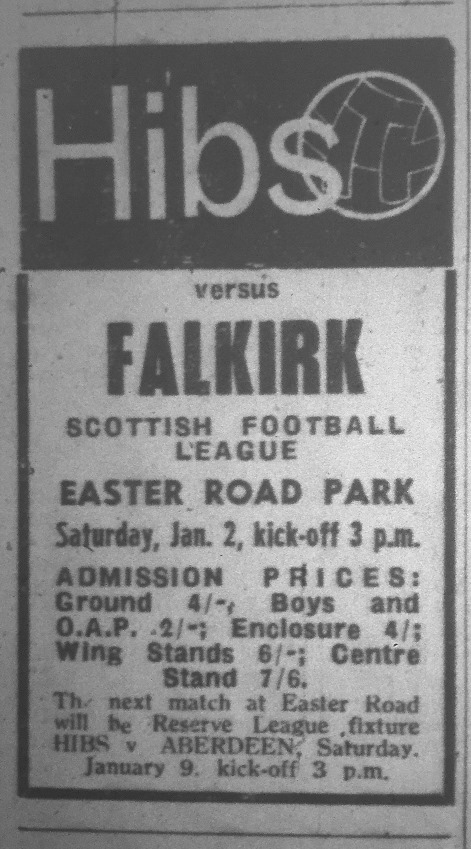 Hibs
versus
FALKIRK
SCOTTISH FOOTBALL
LEAGUE
EASTER ROAD PARK
Saturday, Jan. 2, kick-off 3 p.m.
ADMISSION PRICES:
Ground 4/-, Boys and
O.A.P. 2/-; Enclosure 4/;
Wing Stands 6/-; Centre
Stand 7/6.
The next match at Easter Road
will be Reserve League fixture
HIBS v ABERDEEN, Saturday.
January 9. kick-off 3 p.m.